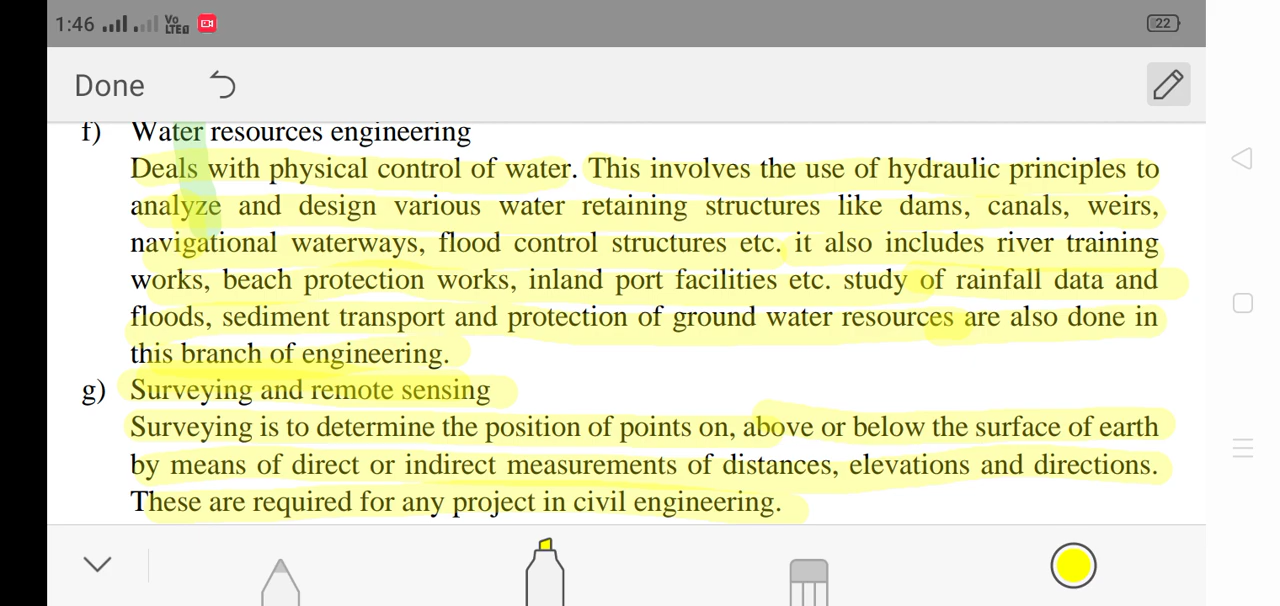 1:46 Vo LTE 22
Done
f) Water resources engineering
Deals with physical control of water. This involves the use of hydraulic principles to
analyze and design various water retaining structures like dams, canals, weirs,
navigational waterways, flood control structures etc. it also includes river training
works, beach protection works, inland port facilities etc. study of rainfall data and
floods, sediment transport and protection of ground water resources are also done in
this branch of engineering.
g) Surveying and remote sensing
Surveying is to determine the position of points on, above or below the surface of earth
by means of direct or indirect measurements of distances, elevations and directions.
These are required for any project in civil engineering.